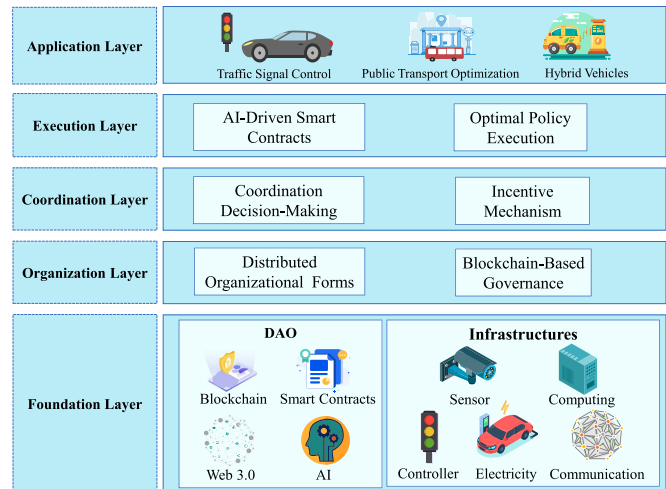 Application Layer
Traffic Signal Control
Public Transport Optimization
Hybrid Vehicles
Execution Layer
AI-Driven Smart
Contracts
Optimal Policy
Execution
Coordination Layer
Coordination
Decision-Making
Incentive
Mechanism
Organization Layer
Distributed
Organizational Forms
Blockchain-Based
Governance
Foundation Layer
DAO
Blockchain
Smart Contracts
Web 3.0
AI
Infrastructures
Sensor
Computing
Controller
Electricity
Communication